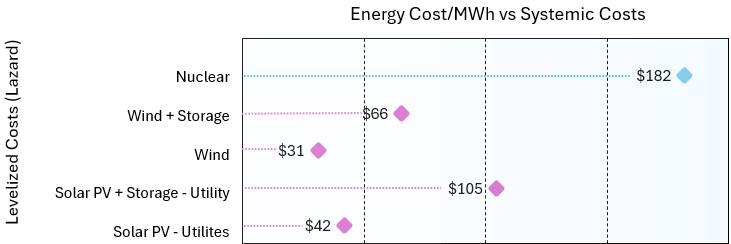 Energy Cost/MWh vs Systemic Costs
Levelized Costs (Lazard)
Nuclear
$182
Wind + Storage
$66
Wind
$31
Solar PV + Storage - Utility
$105
Solar PV - Utilites
$42